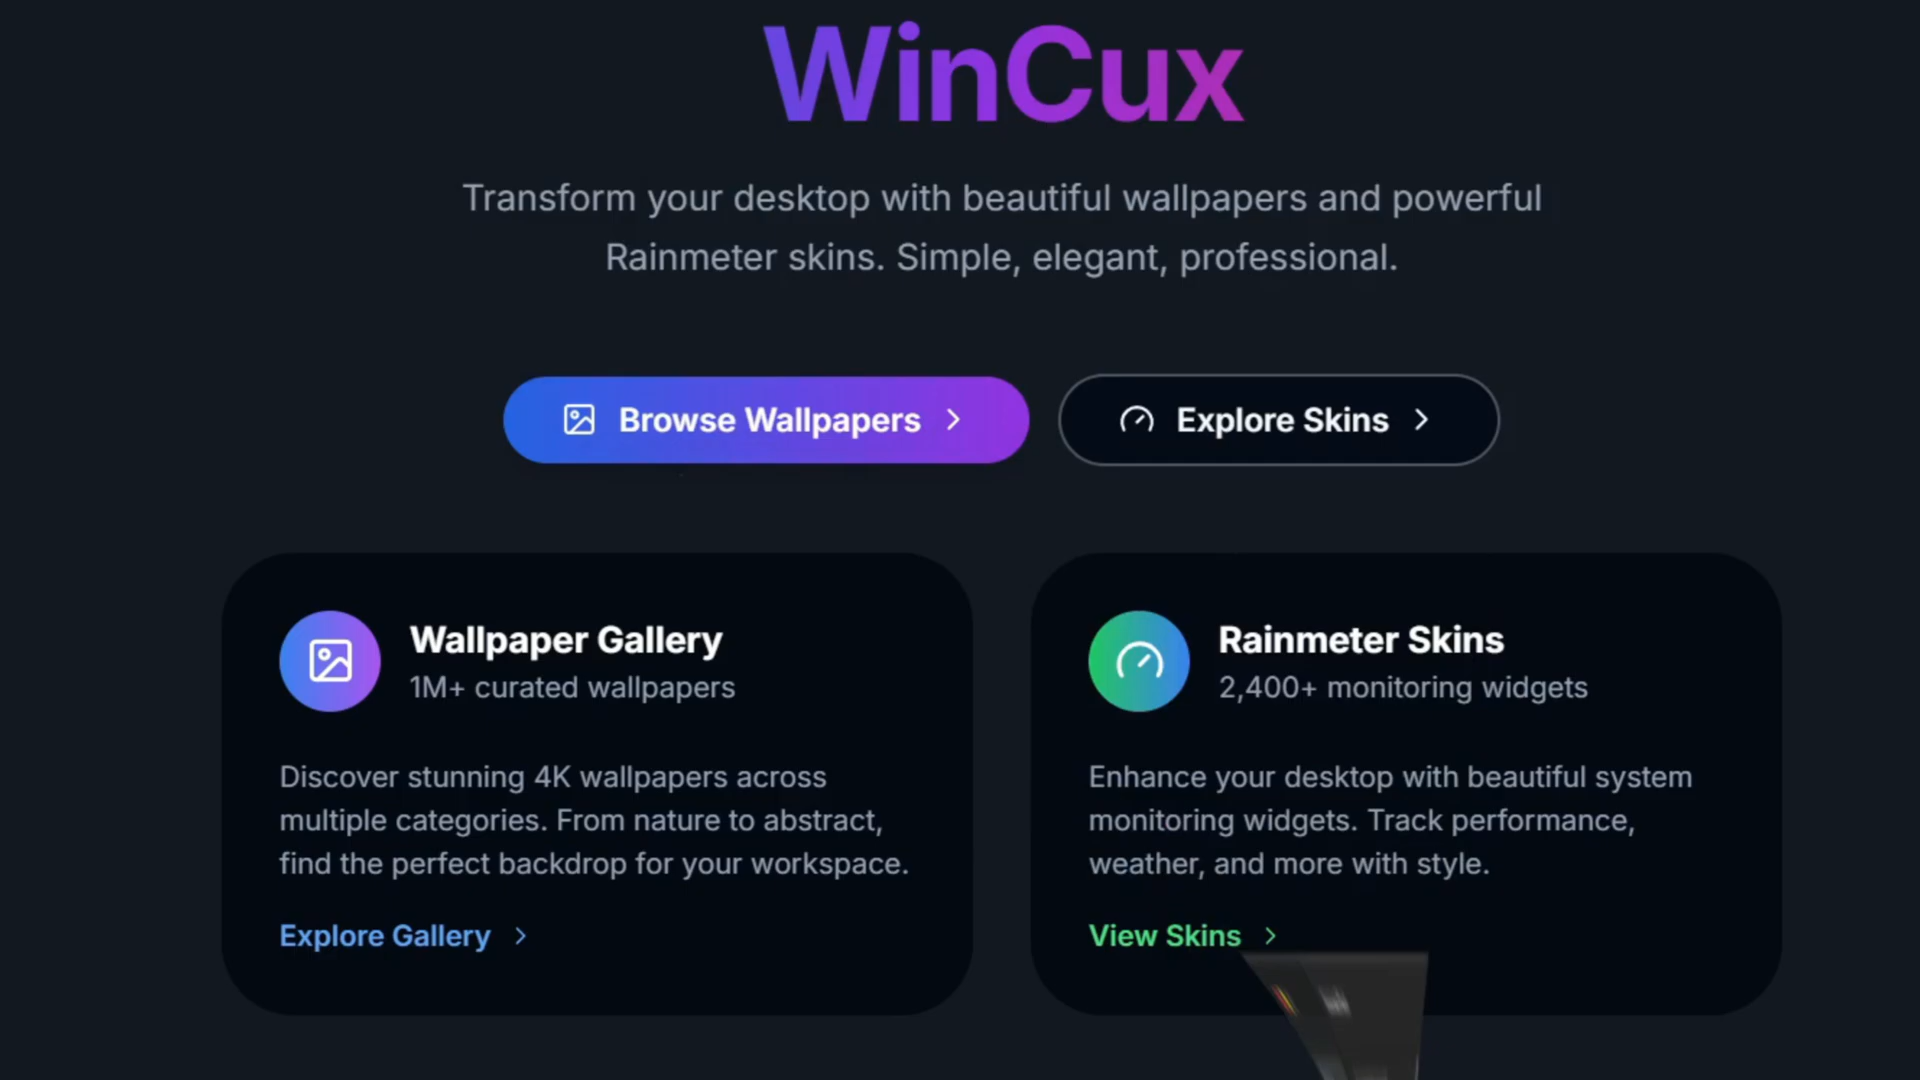 WinCux
Transform your desktop with beautiful wallpapers and powerful
Rainmeter skins. Simple, elegant, professional.
Browse Wallpapers
Explore Skins
Wallpaper Gallery
1M+ curated wallpapers
Discover stunning 4K wallpapers across
multiple categories. From nature to abstract,
find the perfect backdrop for your workspace.
Explore Gallery
Rainmeter Skins
2,400+ monitoring widgets
Enhance your desktop with beautiful system
monitoring widgets. Track performance,
weather, and more with style.
View Skins